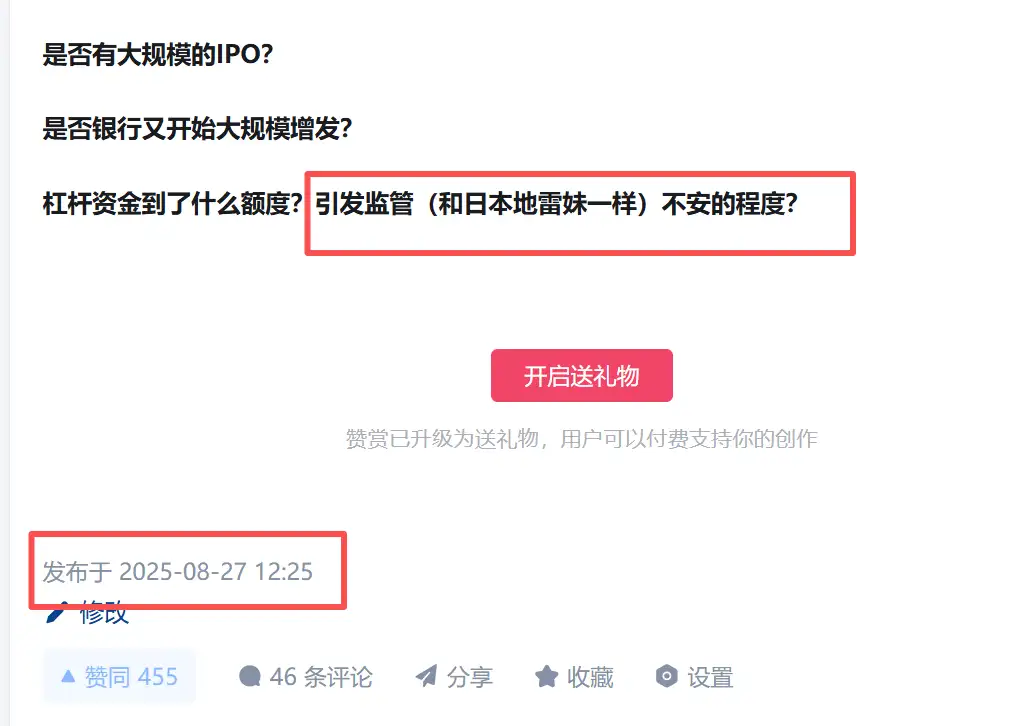 是否有大规模的IPO？
是否银行又开始大规模增发？
杠杆资金到了什么额度？引发监管（和日本地雷妹一样）不安的程度？
开启送礼物
赞赏已升级为送礼物，用户可以付费支持你的创作
发布于 2025-08-27 12:25
修改
赞同 455 46 条评论 分享 收藏 设置